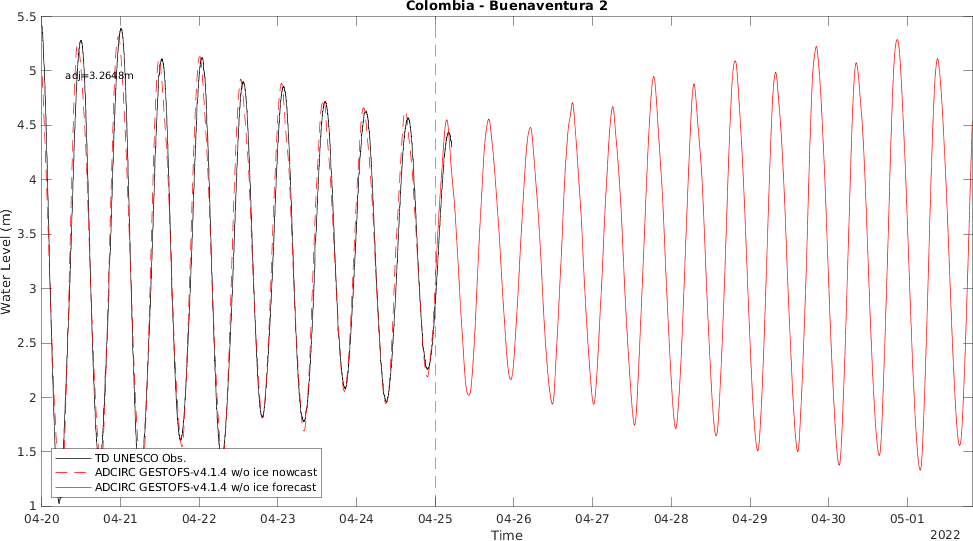 Colombia - Buenaventura 2
5.5
5
4.5
4
3.5
3
2.5
2
1.5
1
Water Level (m)
adj=3.2648m
TD UNESCO Obs.
ADCIRC GESTOFS-v4.1.4 w/o ice nowcast
ADCIRC GESTOFS-v4.1.4 w/o ice forecast
04-20 04-21 04-22 04-23 04-24 04-25 04-26 04-27 04-28 04-29 04-30 05-01
Time
2022